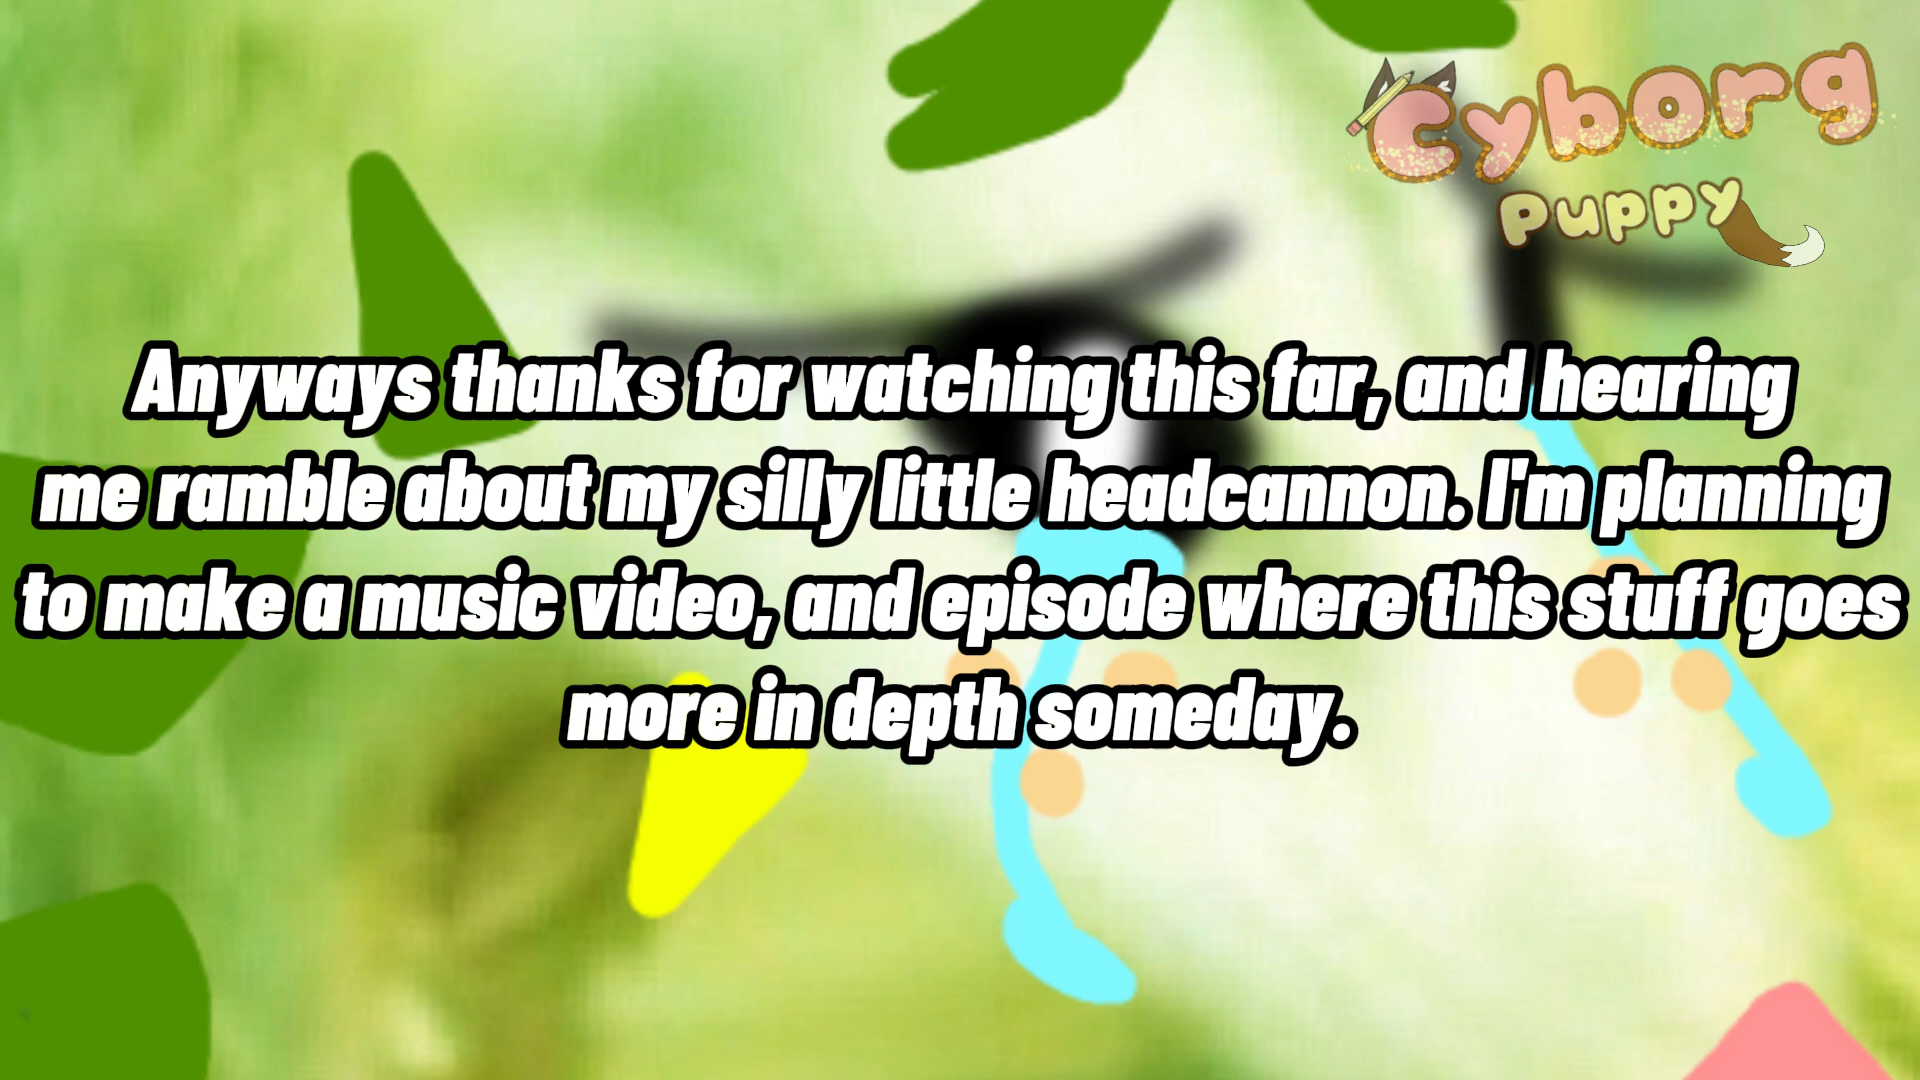 Cyborg
Puppy
Anyways thanks for watching this far, and hearing
me ramble about my silly little headcannon. I'm planning
to make a music video, and episode where this stuff goes
more in depth someday.